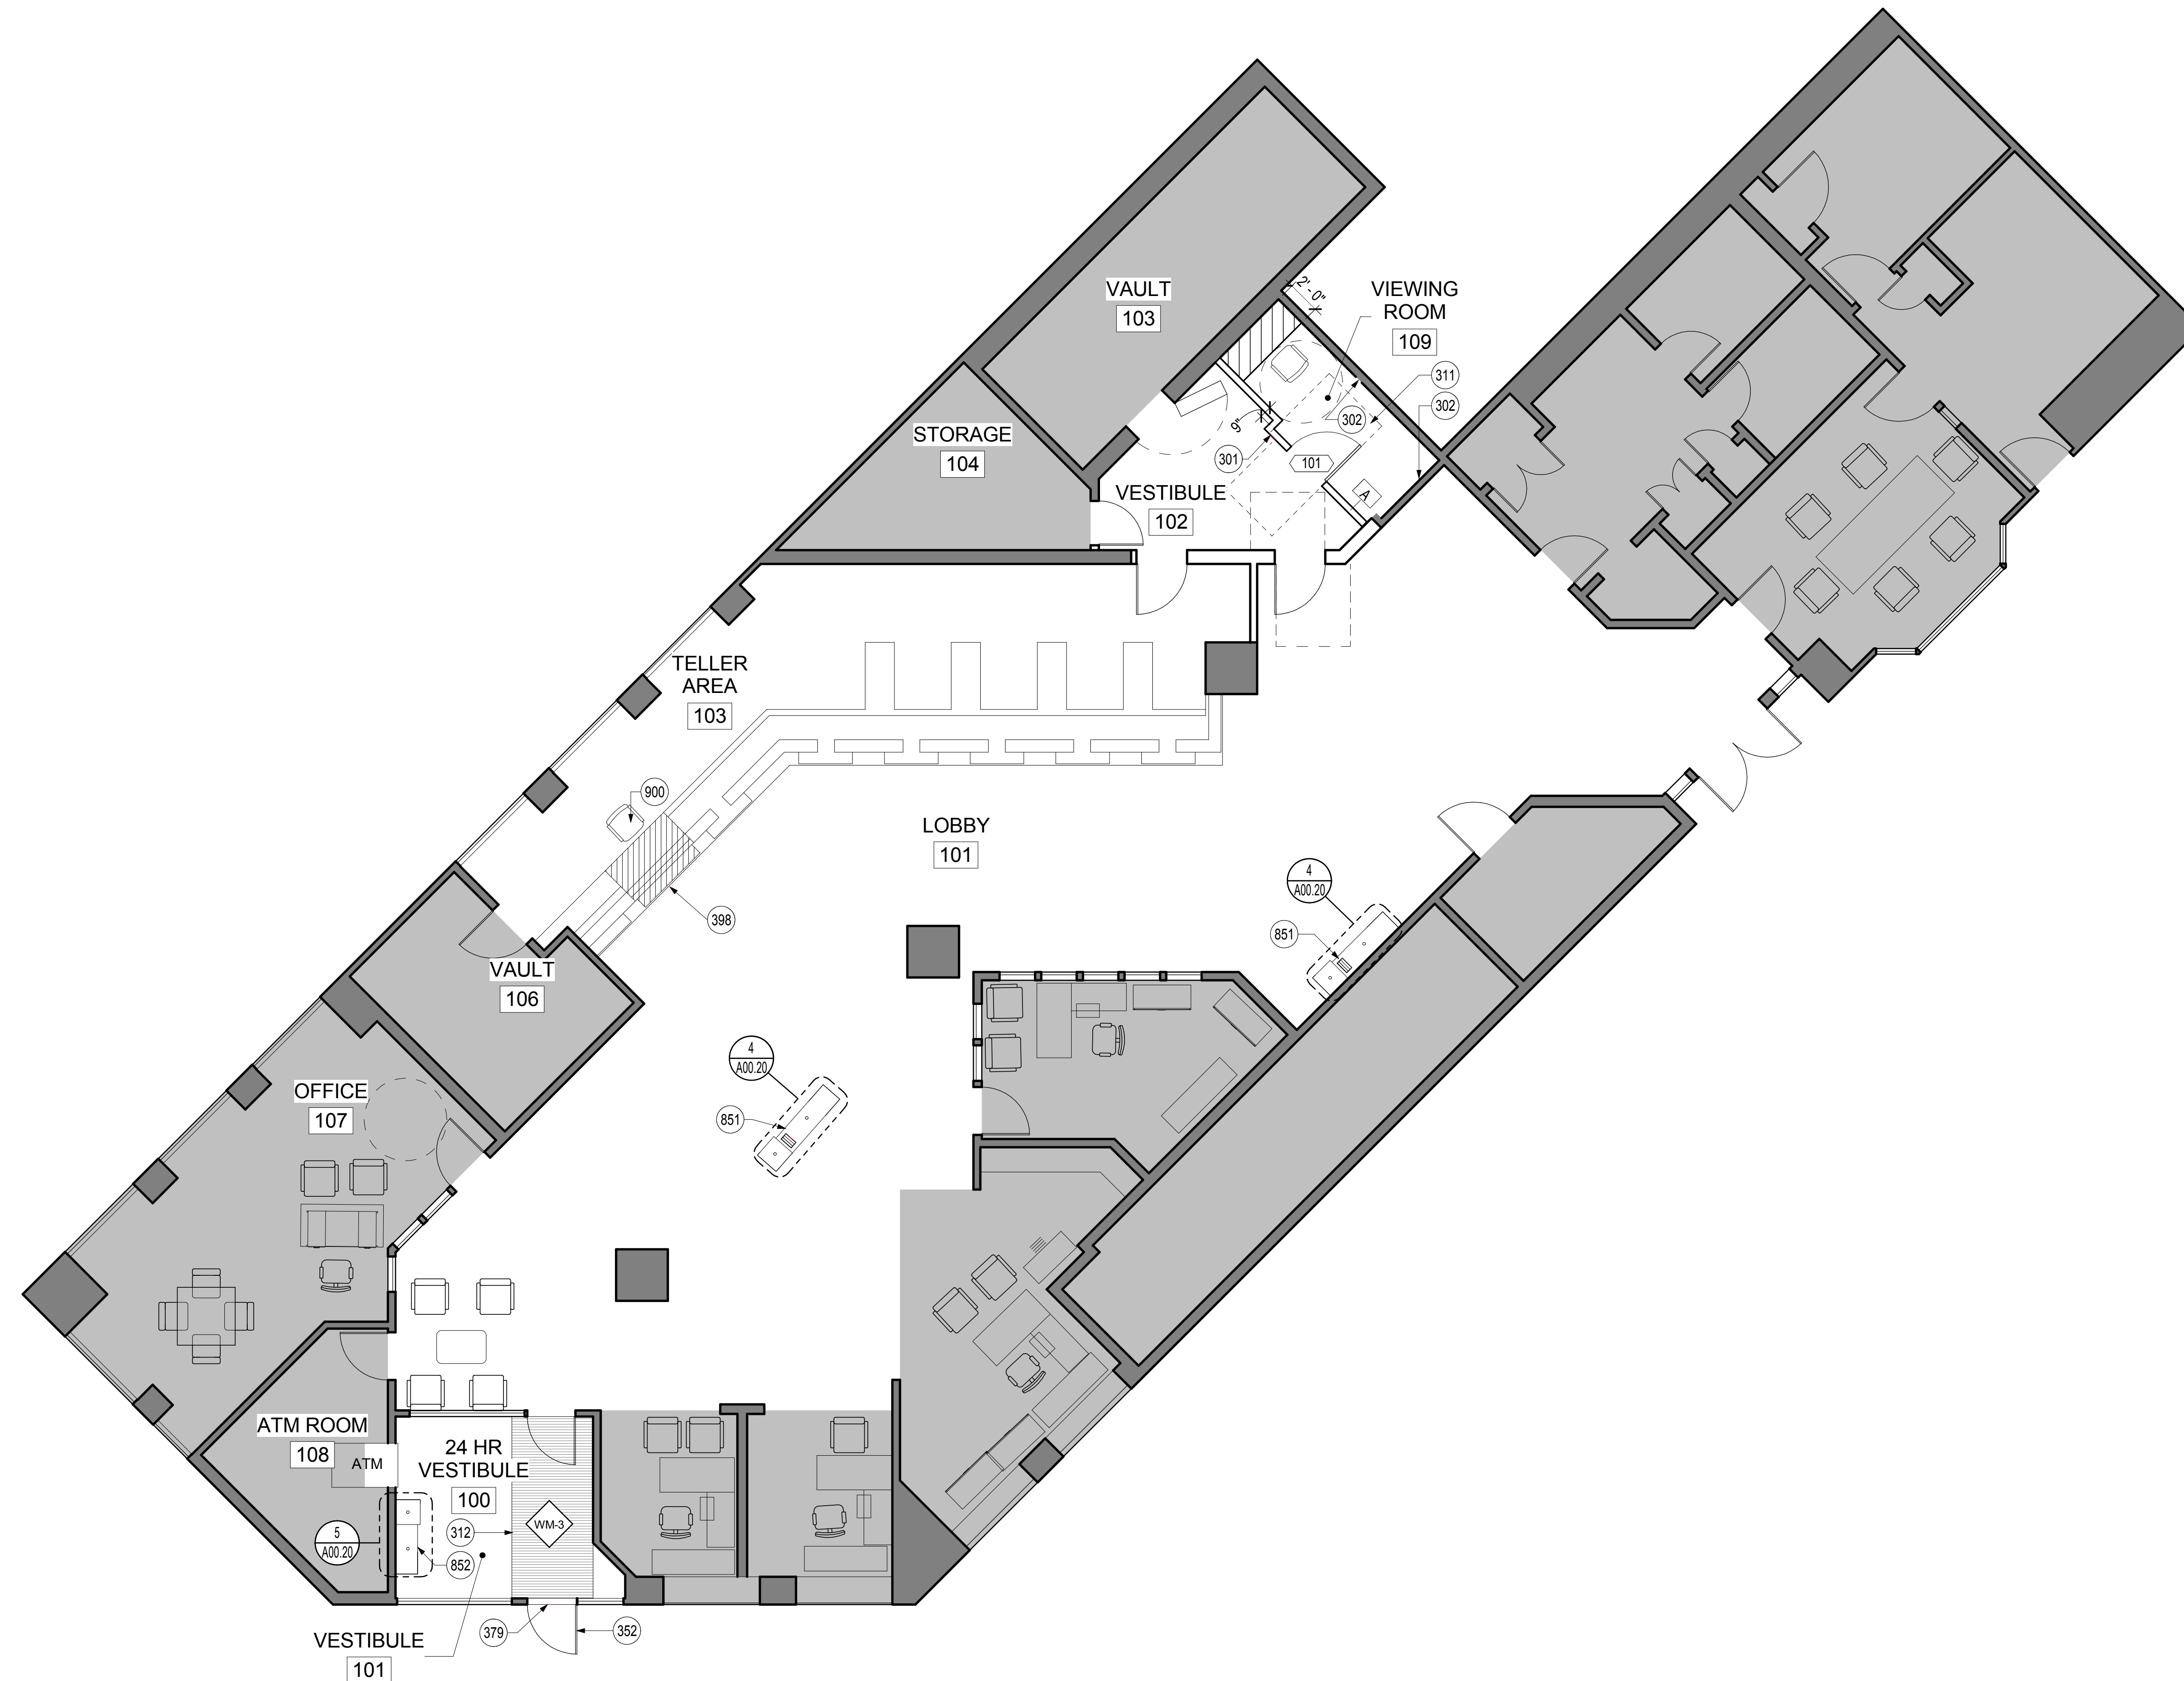 VAULT
103
2' - 0"
VIEWING
ROOM
109
311
302
302
9"
301
101
A
STORAGE
104
VESTIBULE
102
TELLER
AREA
103
900
LOBBY
101
398
4
A00.20
851
VAULT
106
4
A00.20
851
OFFICE
107
ATM ROOM
108
ATM
24 HR
VESTIBULE
100
WM-3
312
5
A00.20
852
379
352
VESTIBULE
101